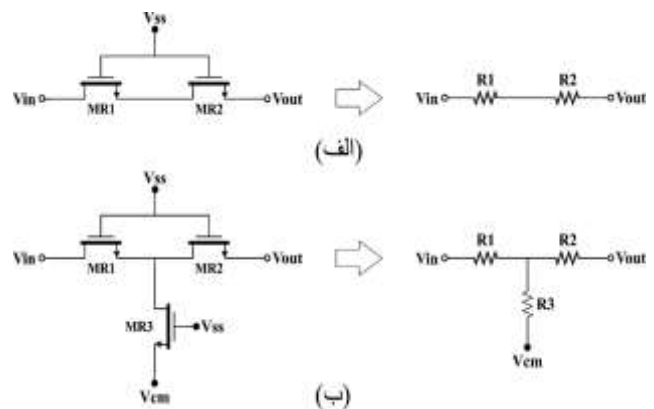 Vss
Vin MR1 MR2 Vout
R1 R2
Vin Vout
(الف)
Vss
Vin MR1 MR2 Vout
MR3 Vss
Vcm
R1 R2
Vin Vout
R3
Vcm
(ب)